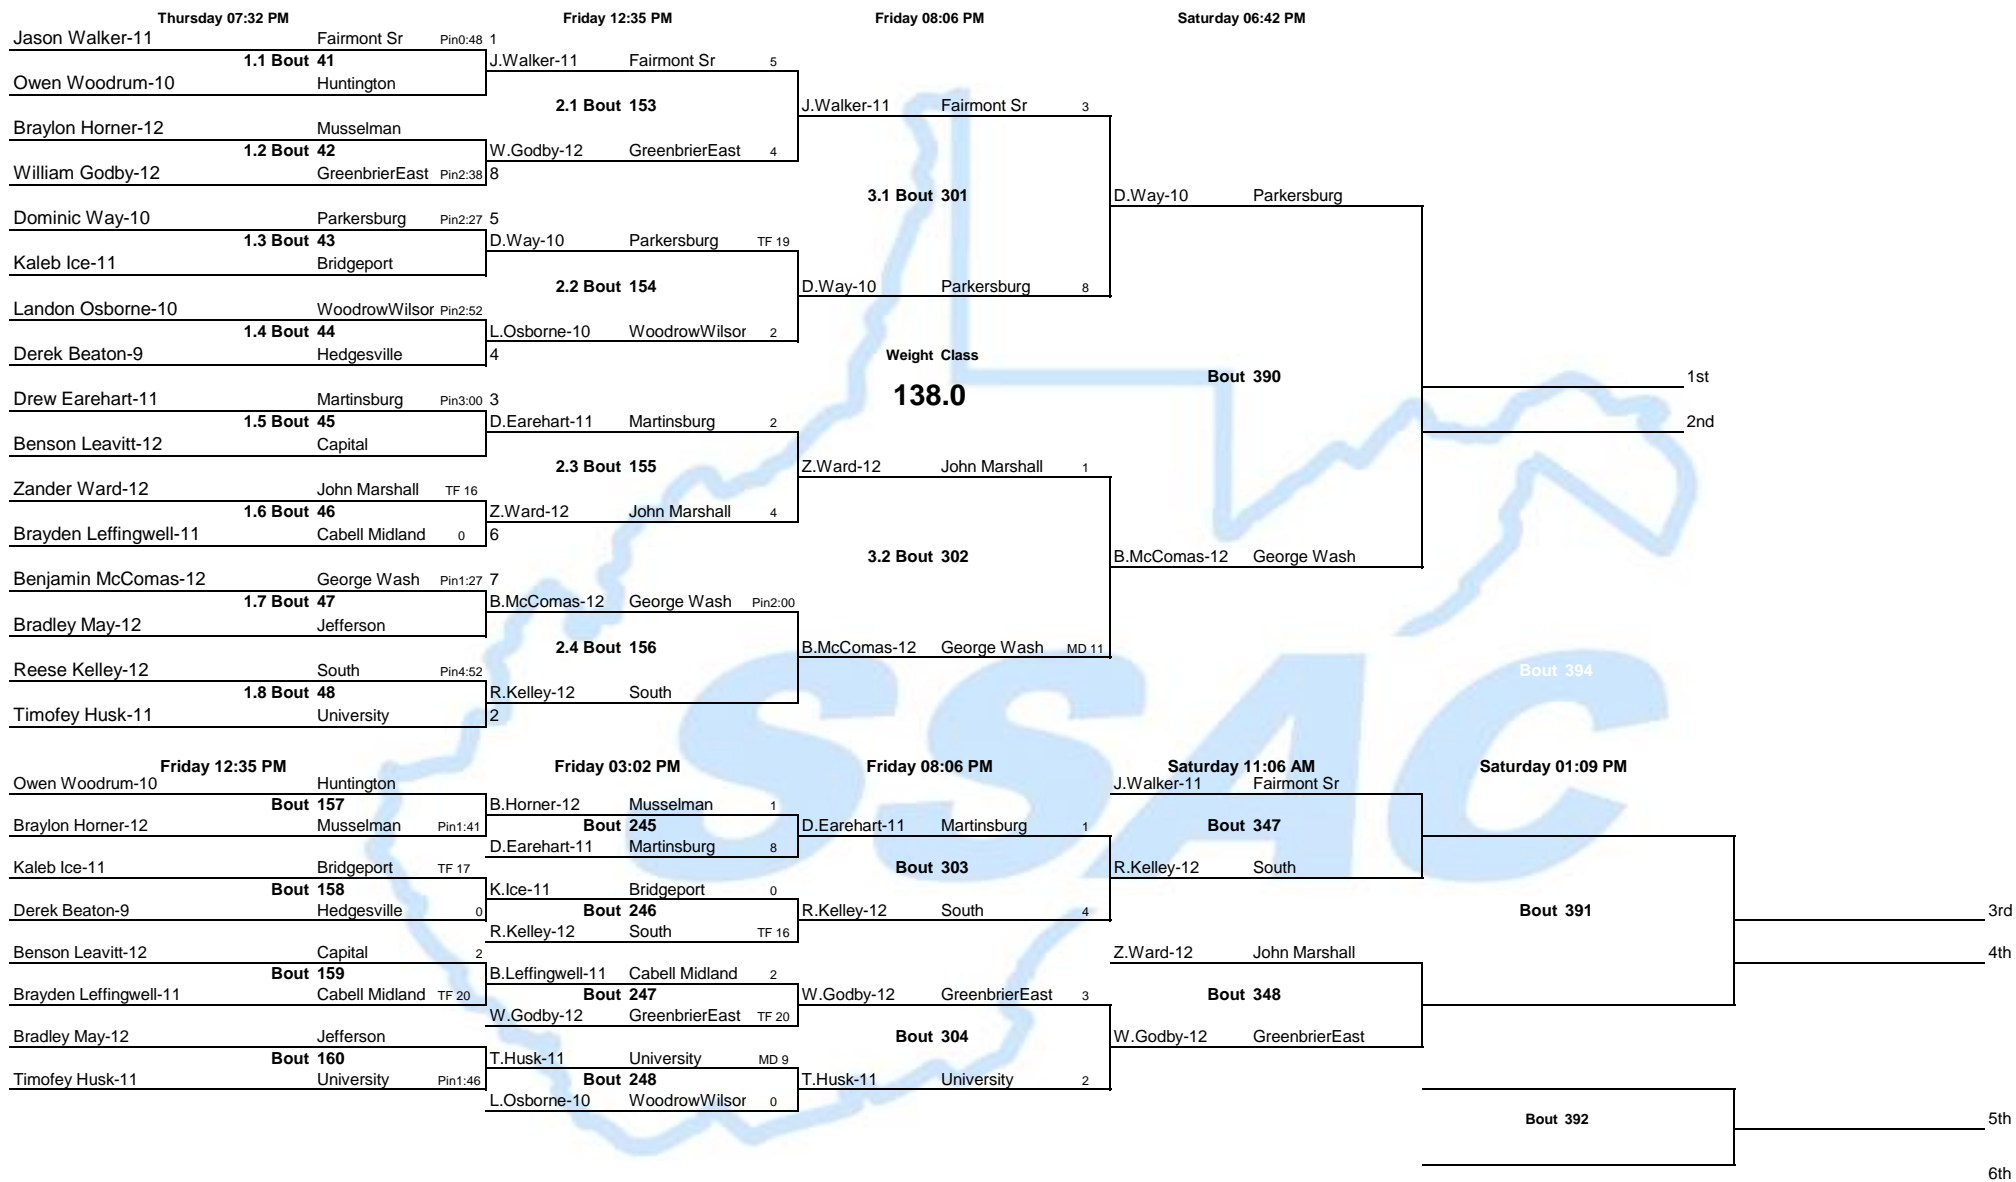 Thursday 07:32 PM Friday 12:35 PM Friday 08:06 PM Saturday 06:42 PM
Jason Walker-11 Fairmont Sr Pin0:48 1
1.1 Bout 41 J.Walker-11 Fairmont Sr 5
Owen Woodrum-10 Huntington
2.1 Bout 153 J.Walker-11 Fairmont Sr 3
Braylon Horner-12 Musselman
1.2 Bout 42 W.Godby-12 GreenbrierEast 4
William Godby-12 GreenbrierEast Pin2:38 8
3.1 Bout 301 D.Way-10 Parkersburg
Dominic Way-10 Parkersburg Pin2:27 5
1.3 Bout 43 D.Way-10 Parkersburg TF 19
Kaleb Ice-11 Bridgeport
2.2 Bout 154 D.Way-10 Parkersburg 8
Landon Osborne-10 WoodrowWilsor Pin2:52
1.4 Bout 44 L.Osborne-10 WoodrowWilsor 2
Derek Beaton-9 Hedgesville 4 Weight Class
Bout 390 1st
Drew Earehart-11 Martinsburg Pin3:00 3 138.0
1.5 Bout 45 D.Earehart-11 Martinsburg 2 2nd
Benson Leavitt-12 Capital
2.3 Bout 155 Z.Ward-12 John Marshall 1
Zander Ward-12 John Marshall TF 16
1.6 Bout 46 Z.Ward-12 John Marshall 4
Brayden Leffingwell-11 Cabell Midland 0 6
3.2 Bout 302 B.McComas-12 George Wash
Benjamin McComas-12 George Wash Pin1:27 7
1.7 Bout 47 B.McComas-12 George Wash Pin2:00
Bradley May-12 Jefferson
2.4 Bout 156 B.McComas-12 George Wash MD 11
Reese Kelley-12 South Pin4:52 Bout 394
1.8 Bout 48 R.Kelley-12 South
Timofey Husk-11 University 2
SSAC
Friday 12:35 PM Friday 03:02 PM Friday 08:06 PM Saturday 11:06 AM Saturday 01:09 PM
Owen Woodrum-10 Huntington J.Walker-11 Fairmont Sr
Bout 157 B.Horner-12 Musselman 1
Braylon Horner-12 Musselman Pin1:41 Bout 245 D.Earehart-11 Martinsburg 1 Bout 347
D.Earehart-11 Martinsburg 8
Kaleb Ice-11 Bridgeport TF 17 Bout 303 R.Kelley-12 South
Bout 158 K.Ice-11 Bridgeport 0
Derek Beaton-9 Hedgesville 0 Bout 246 R.Kelley-12 South 4 Bout 391 3rd
R.Kelley-12 South TF 16
Benson Leavitt-12 Capital 2 Z.Ward-12 John Marshall 4th
Bout 159 B.Leffingwell-11 Cabell Midland 2
Brayden Leffingwell-11 Cabell Midland TF 20 Bout 247 W.Godby-12 GreenbrierEast 3 Bout 348
W.Godby-12 GreenbrierEast TF 20
Bradley May-12 Jefferson Bout 304 W.Godby-12 GreenbrierEast
Bout 160 T.Husk-11 University MD 9
Timofey Husk-11 University Pin1:46 Bout 248 T.Husk-11 University 2
L.Osborne-10 WoodrowWilsor 0
Bout 392 5th
6th